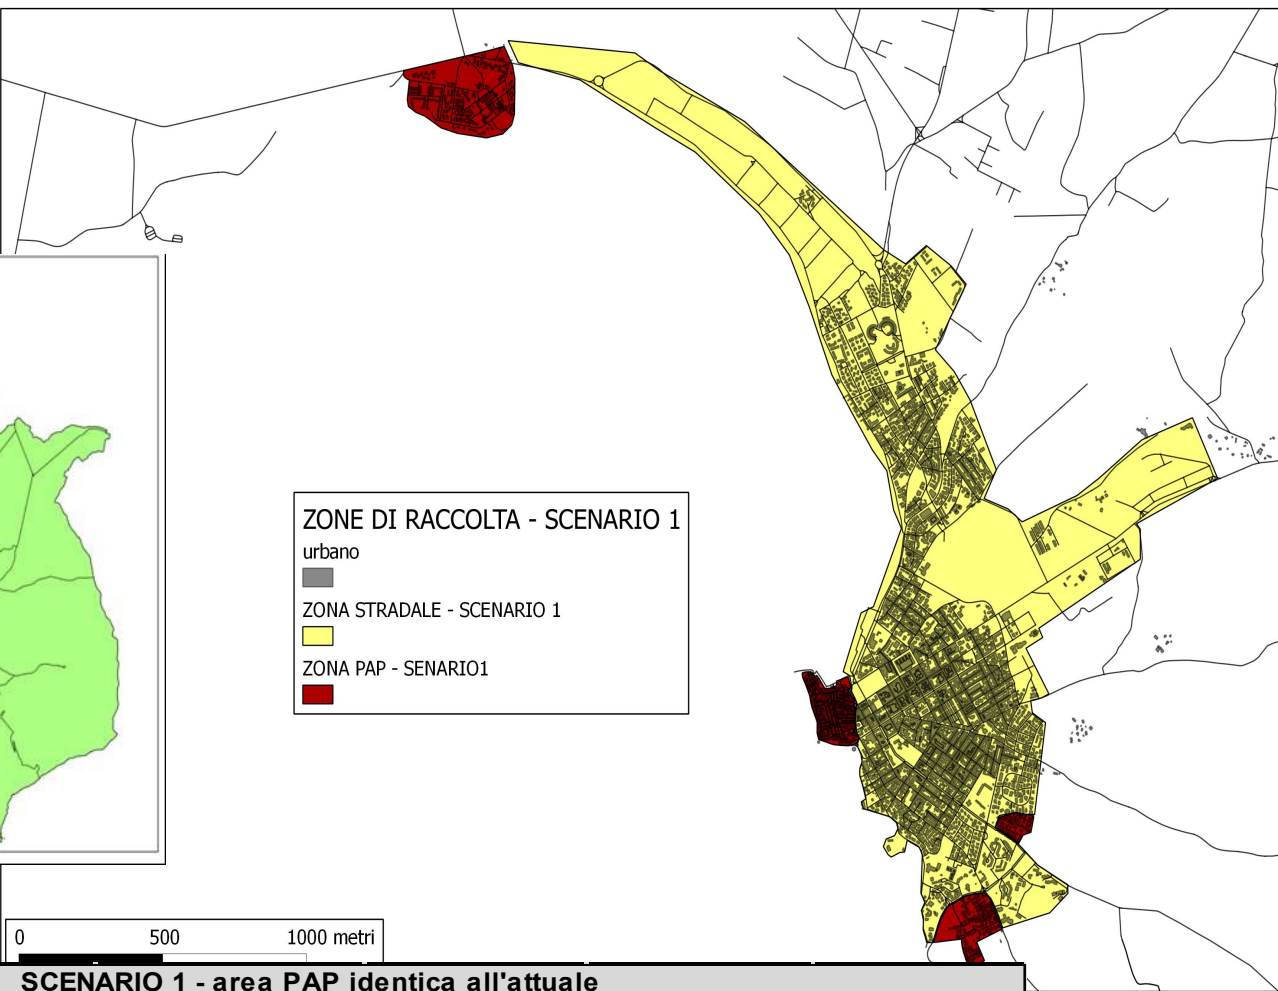 ZONE DI RACCOLTA - SCENARIO 1
urbano
ZONA STRADALE - SCENARIO 1
ZONA PAP - SENARIO1
0 500 1000 metri
SCENARIO 1 - area PAP identica all'attuale